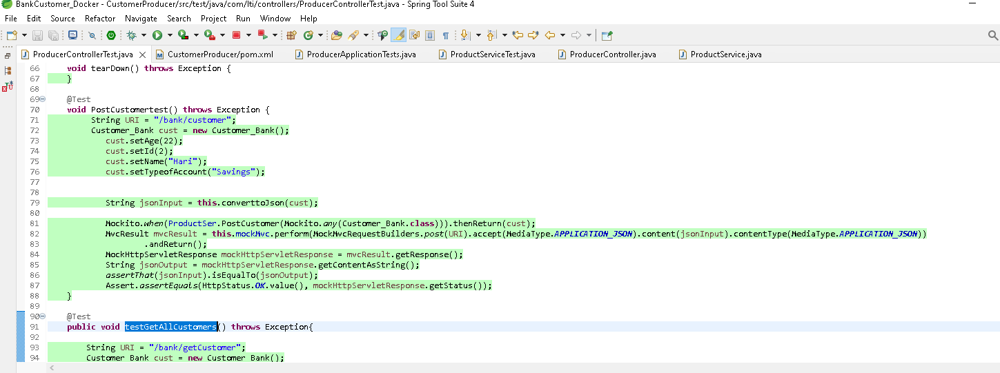 BankCustomer_Docker - CustomerProducer/src/test/java/com/lti/controllers/ProducerControllerTest.java - Spring Tool Suite 4
File Edit Source Refactor Navigate Search Project Run Window Help
ProducerControllerTest.java CustomerProducer/pom.xml ProducerApplicationTests.java ProductServiceTest.java ProducerController.java ProductService.java
66 void tearDown() throws Exception {
67 }
68
69 @Test
70 void PostCustomertest() throws Exception {
71 String URI = "/bank/customer";
72 Customer_Bank cust = new Customer_Bank();
73 cust.setAge(22);
74 cust.setId(2);
75 cust.setName("Hari");
76 cust.setTypeofAccount("Savings");
77
78
79 String jsonInput = this.converttoJson(cust);
80
81 Mockito.when(ProductSer.PostCustomer(Mockito.any(Customer_Bank.class))).thenReturn(cust);
82 MvcResult mvcResult = this.mockMvc.perform(MockMvcRequestBuilders.post(URI).accept(MediaType.APPLICATION_JSON).content(jsonInput).contentType(MediaType.APPLICATION_JSON))
83 .andReturn();
84 MockHttpServletResponse mockHttpServletResponse = mvcResult.getResponse();
85 String jsonOutput = mockHttpServletResponse.getContentAsString();
86 assertThat(jsonInput).isEqualTo(jsonOutput);
87 Assert.assertEquals(HttpStatus.OK.value(), mockHttpServletResponse.getStatus());
88 }
89
90 @Test
91 public void testGetAllCustomers() throws Exception{
92
93 String URI = "/bank/getCustomer";
94 Customer_Bank cust = new Customer_Bank();